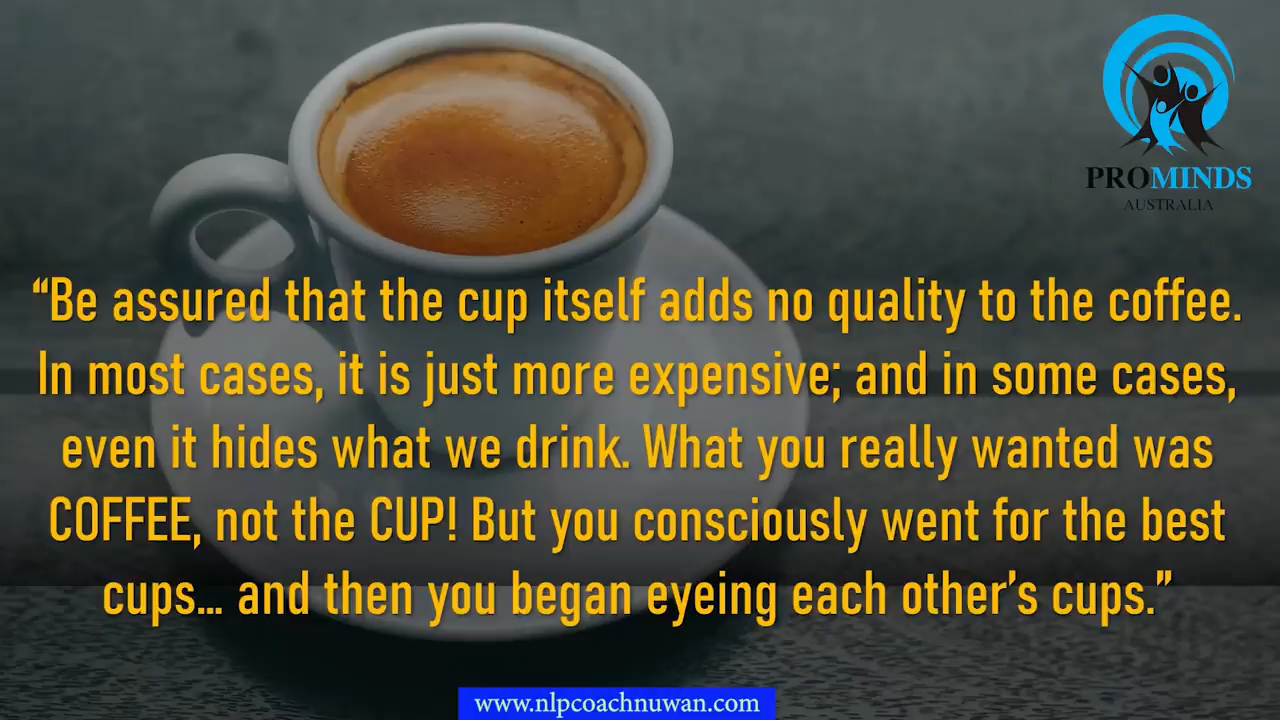 PROMINDS
AUSTRALIA
“Be assured that the cup itself adds no quality to the coffee.
In most cases, it is just more expensive; and in some cases,
even it hides what we drink. What you really wanted was
COFFEE, not the CUP! But you consciously went for the best
cups... and then you began eyeing each other’s cups.”
www.nlpcoachnuwan.com